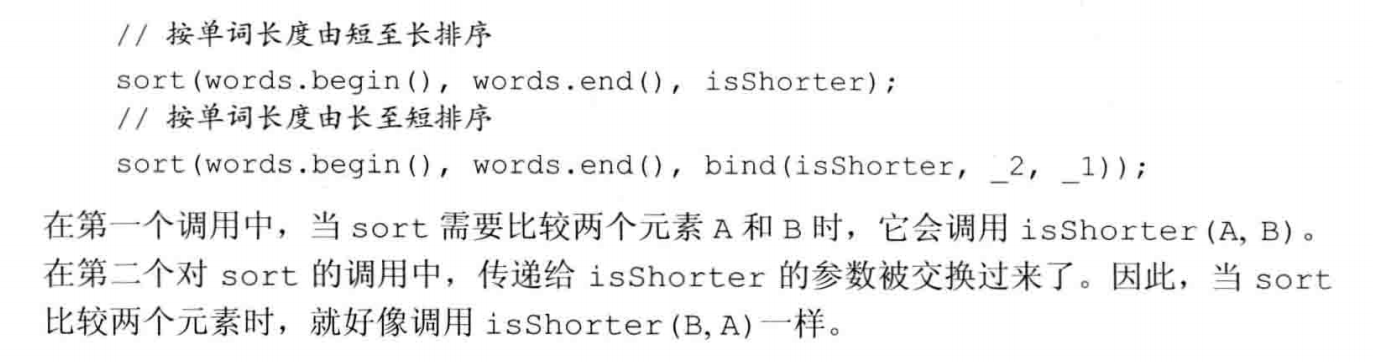 // 按单词长度由短至长排序
sort(words.begin(), words.end(), isShorter);
// 按单词长度由长至短排序
sort(words.begin(), words.end(), bind(isShorter, _2, _1));
在第一个调用中，当 sort 需要比较两个元素 A 和 B 时，它会调用 isShorter(A, B)。
在第二个对 sort 的调用中，传递给 isShorter 的参数被交换过来了。因此，当 sort
比较两个元素时，就好像调用 isShorter(B, A)一样。